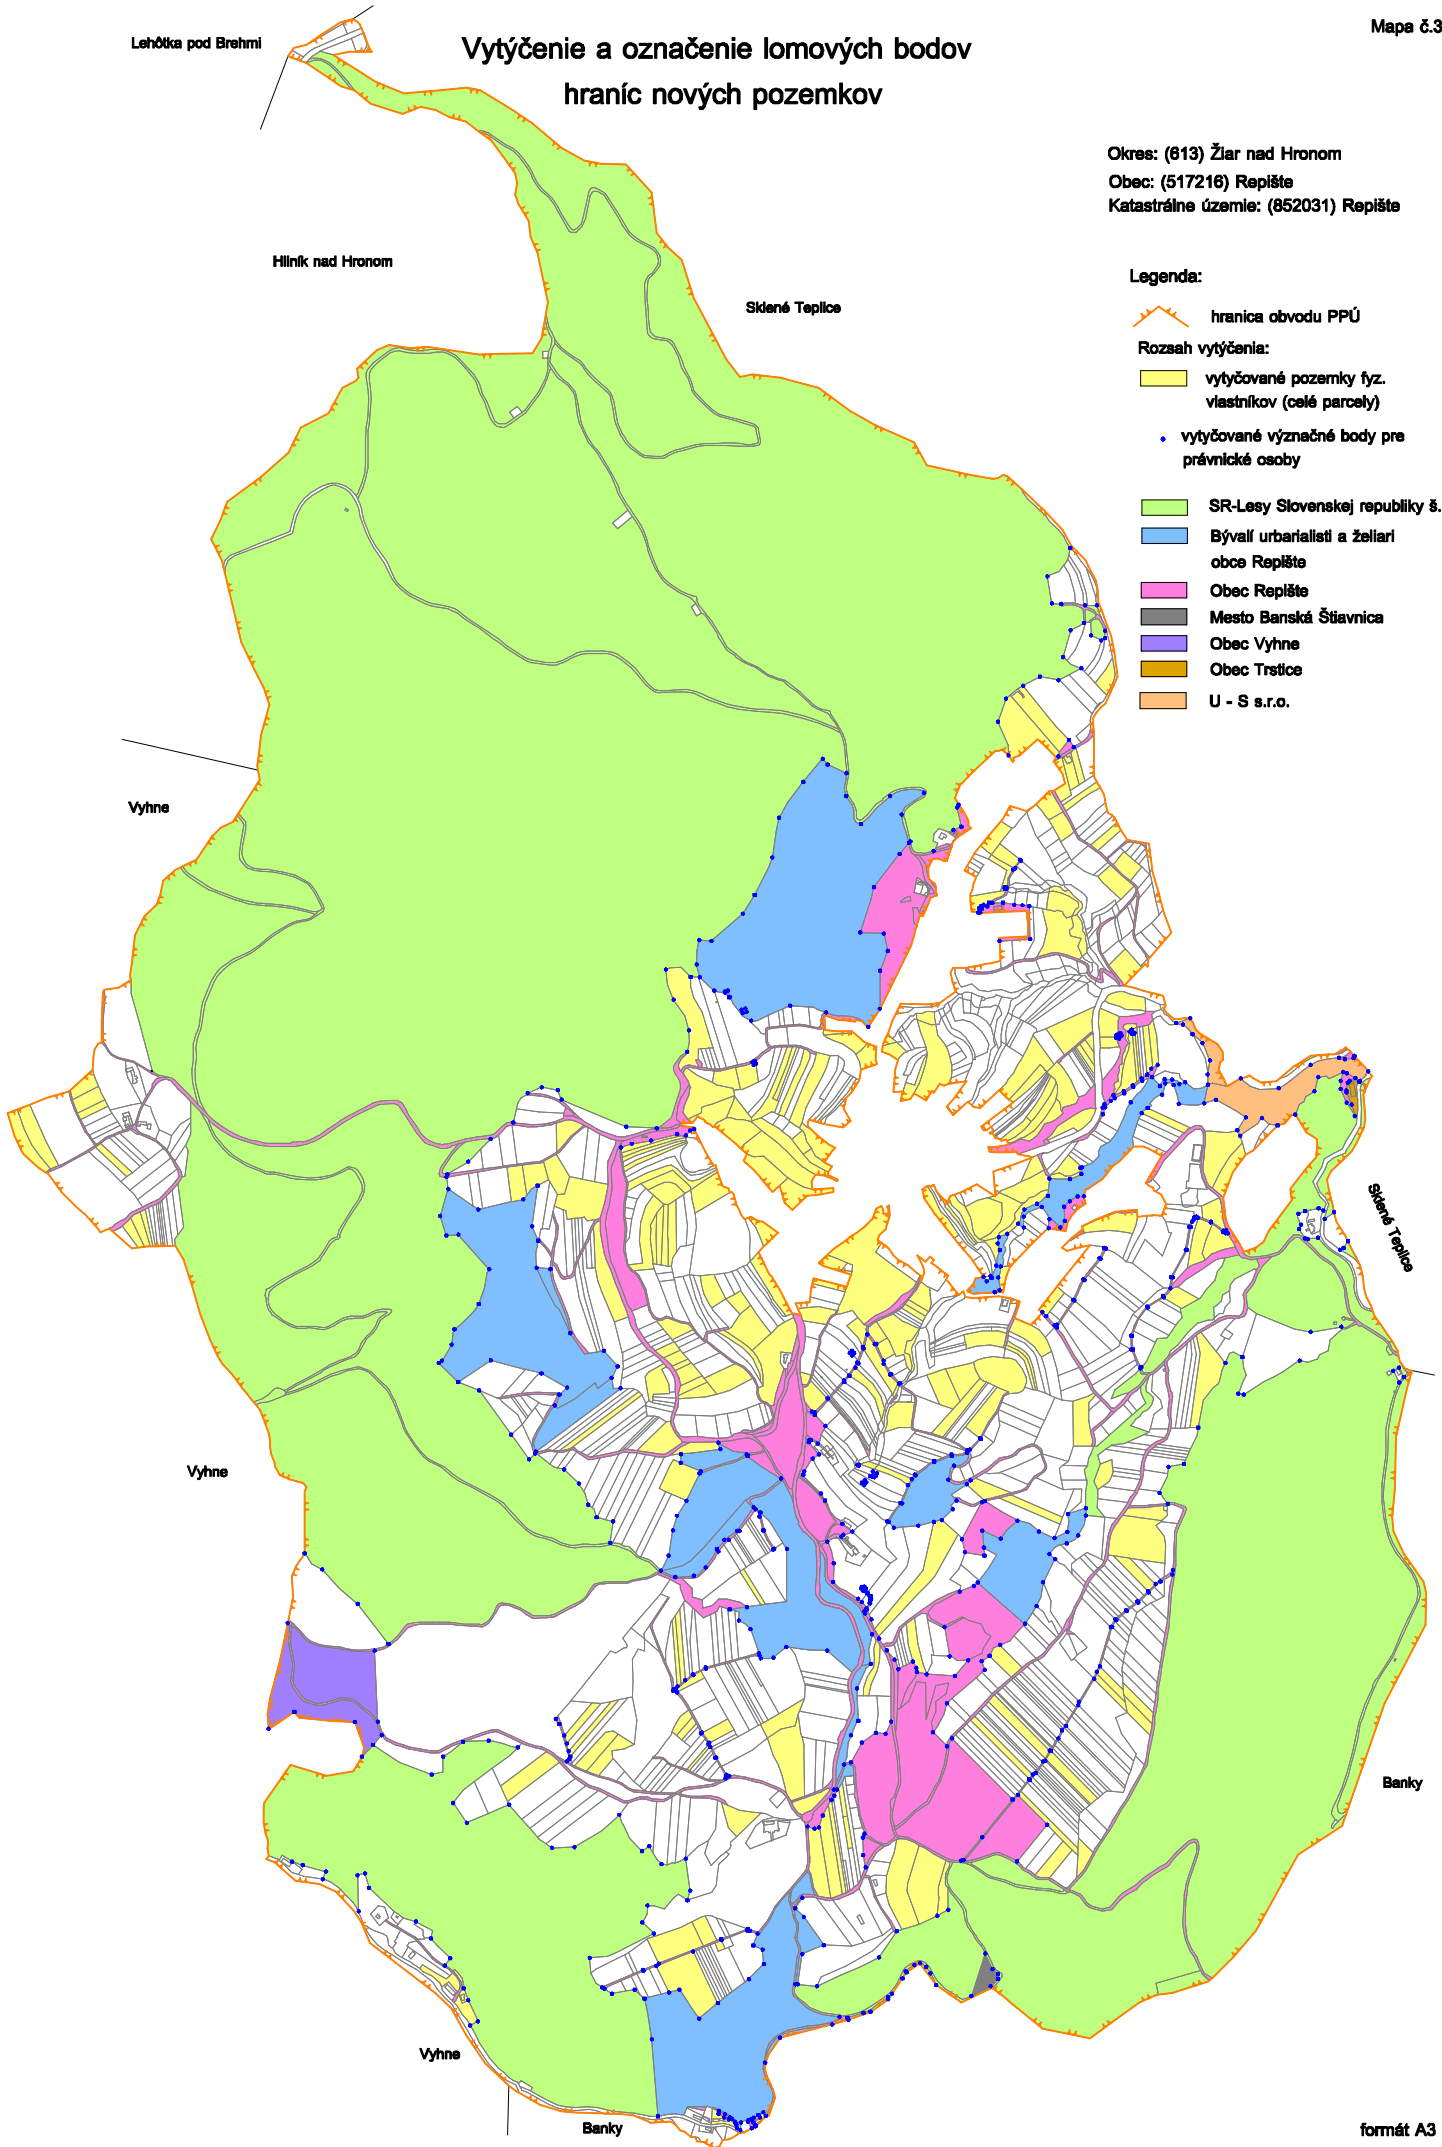 Mapa č.3
Lehôtka pod Brehmi
Vytýčenie a označenie lomových bodov
hraníc nových pozemkov
Okres: (613) Žiar nad Hronom
Obec: (517216) Repište
Katastrálne územie: (852031) Repište
Hliník nad Hronom
Sklené Teplice
Legenda:
hranica obvodu PPÚ
Rozsah vytýčenia:
vytyčované pozemky fyz.
vlastníkov (celé parcely)
vytyčované význačné body pre
právnické osoby
SR-Lesy Slovenskej republiky š.
Bývalí urbarialisti a želiari
obce Repište
Obec Repište
Mesto Banská Štiavnica
Obec Vyhne
Obec Trstice
U - S s.r.o.
Vyhne
Sklené Teplice
Vyhne
Banky
Vyhne
Banky
formát A3